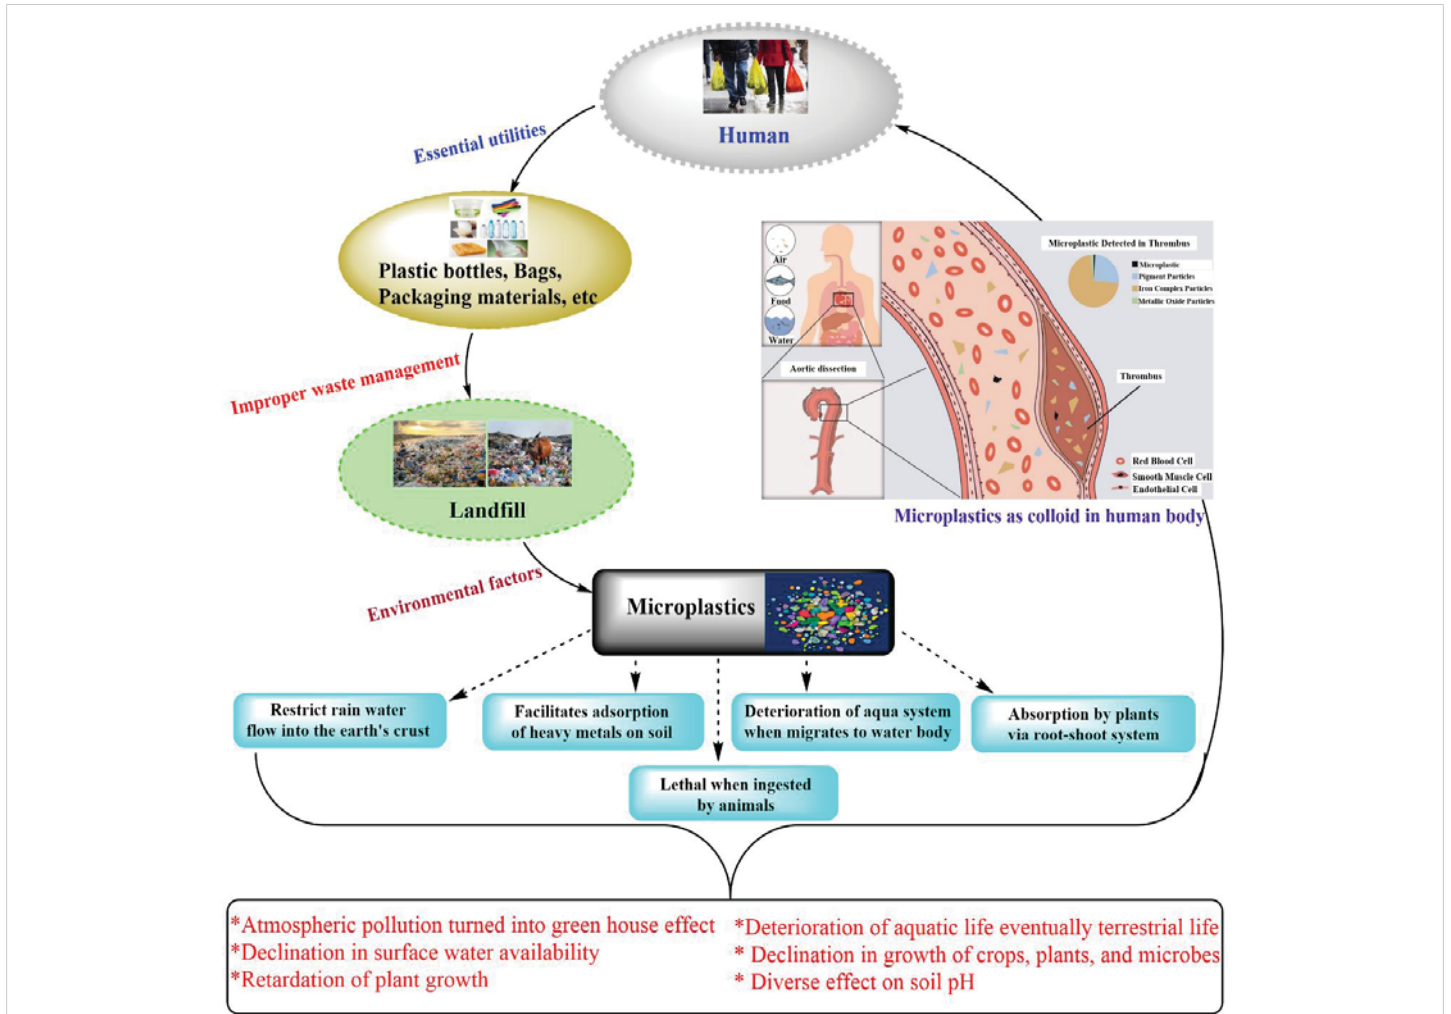 Human
Essential utilities
Plastic bottles, Bags,
Packaging materials, etc
Improper waste management
Landfill
Environmental factors
Microplastics
Air
Food
Water
Aortic dissection
Microplastic Detected in Thrombus
Microplastic
Pigment Particles
Iron Complex Particles
Metallic Oxide Particles
Thrombus
Red Blood Cell
Smooth Muscle Cell
Endothelial Cell
Microplastics as colloid in human body
Restrict rain water
flow into the earth's crust
Facilitates adsorption
of heavy metals on soil
Deterioration of aqua system
when migrates to water body
Absorption by plants
via root-shoot system
Lethal when ingested
by animals
*Atmospheric pollution turned into green house effect
*Declination in surface water availability
*Retardation of plant growth
*Deterioration of aquatic life eventually terrestrial life
* Declination in growth of crops, plants, and microbes
* Diverse effect on soil pH